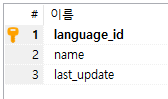 # 이름
1 language_id
2 name
3 last_update